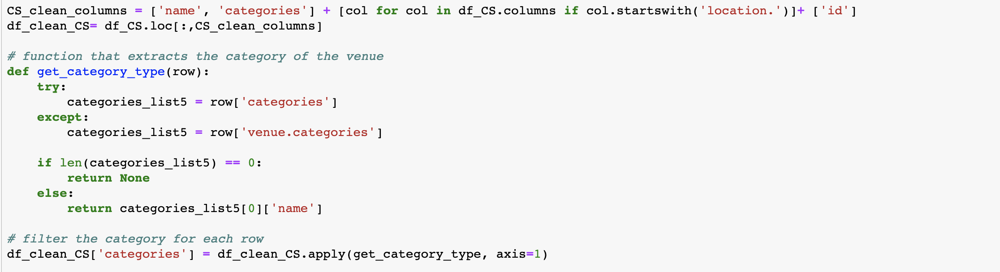 CS_clean_columns = ['name', 'categories'] + [col for col in df_CS.columns if col.startswith('location.')]+ ['id']
df_clean_CS= df_CS.loc[:,CS_clean_columns]

# function that extracts the category of the venue
def get_category_type(row):
    try:
        categories_list5 = row['categories']
    except:
        categories_list5 = row['venue.categories']

    if len(categories_list5) == 0:
        return None
    else:
        return categories_list5[0]['name']

# filter the category for each row
df_clean_CS['categories'] = df_clean_CS.apply(get_category_type, axis=1)